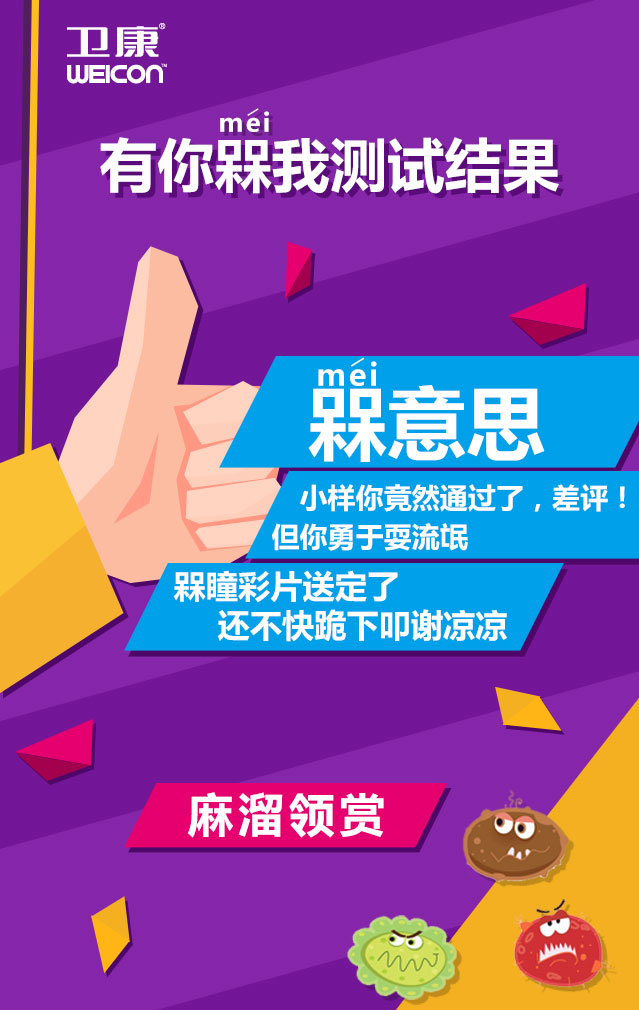 卫康®
WEICON™
méi
有你槑我测试结果
méi
槑意思
小样你竟然通过了，差评！
但你勇于耍流氓
槑瞳彩片送定了
还不快跪下叩谢凉凉
麻溜领赏